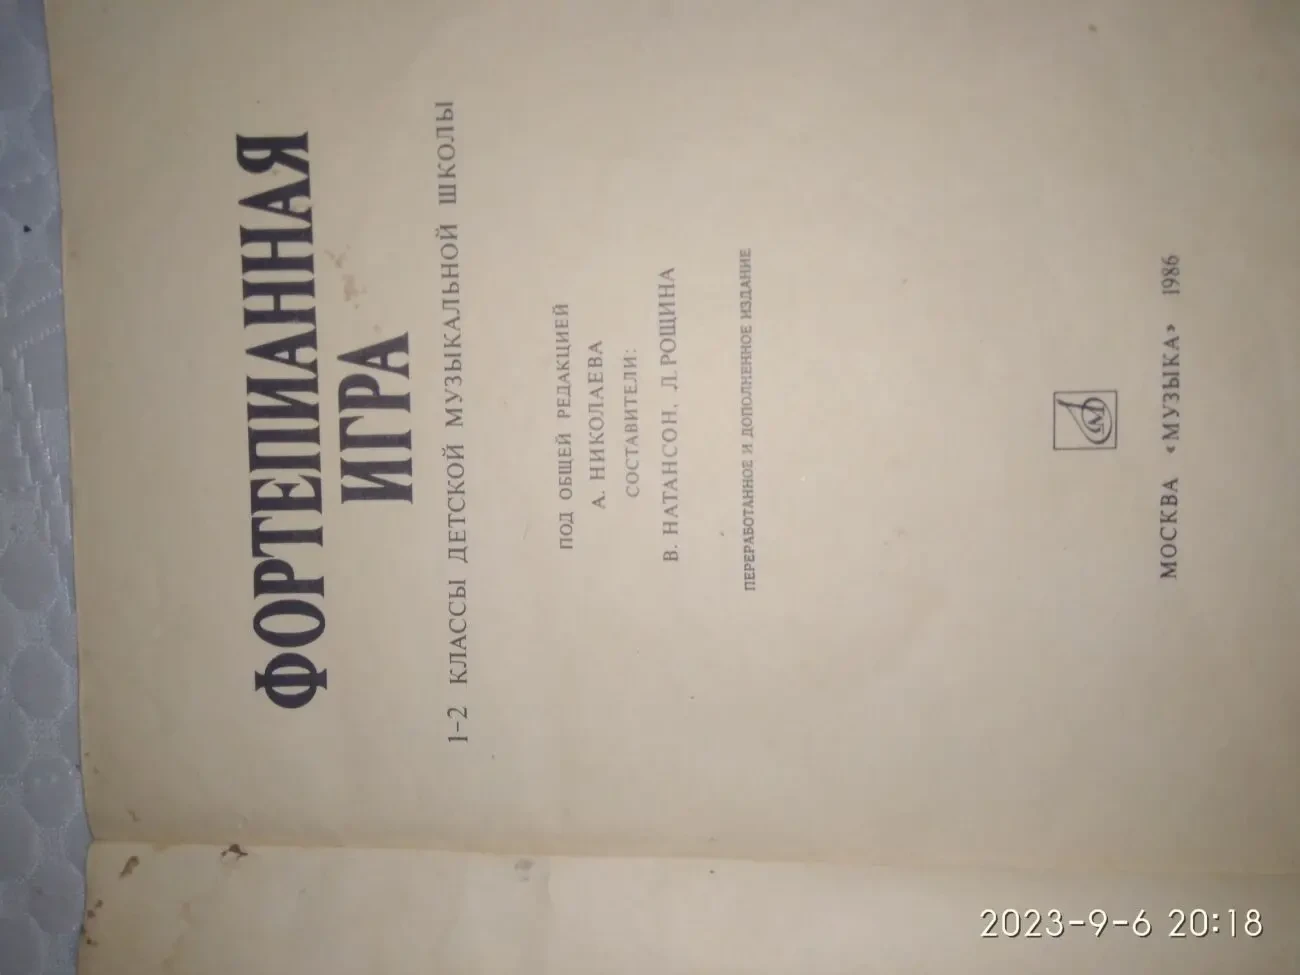 ФОРТЕПИАННАЯ
ИГРА
1–2 КЛАССЫ ДЕТСКОЙ МУЗЫКАЛЬНОЙ ШКОЛЫ
ПОД ОБЩЕЙ РЕДАКЦИЕЙ
А. НИКОЛАЕВА
СОСТАВИТЕЛИ:
В. НАТАНСОН, Л. РОЩИНА
ПЕРЕРАБОТАННОЕ И ДОПОЛНЕННОЕ ИЗДАНИЕ
М
МОСКВА «МУЗЫКА» 1986
2023-9-6 20:18